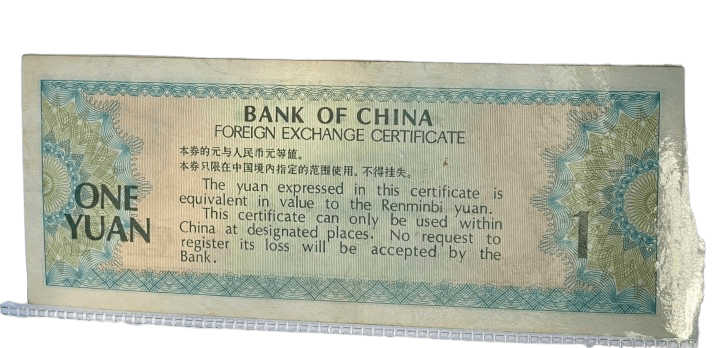 BANK OF CHINA
FOREIGN EXCHANGE CERTIFICATE
本券的元与人民币元等值。
本券只限在中国境内指定的范围使用。不得挂失。
The yuan expressed in this certificate is
equivalent in value to the Renminbi yuan.
This certificate can only be used within
China at designated places. No request to
register its loss will be accepted by the
Bank.
ONE
YUAN
1